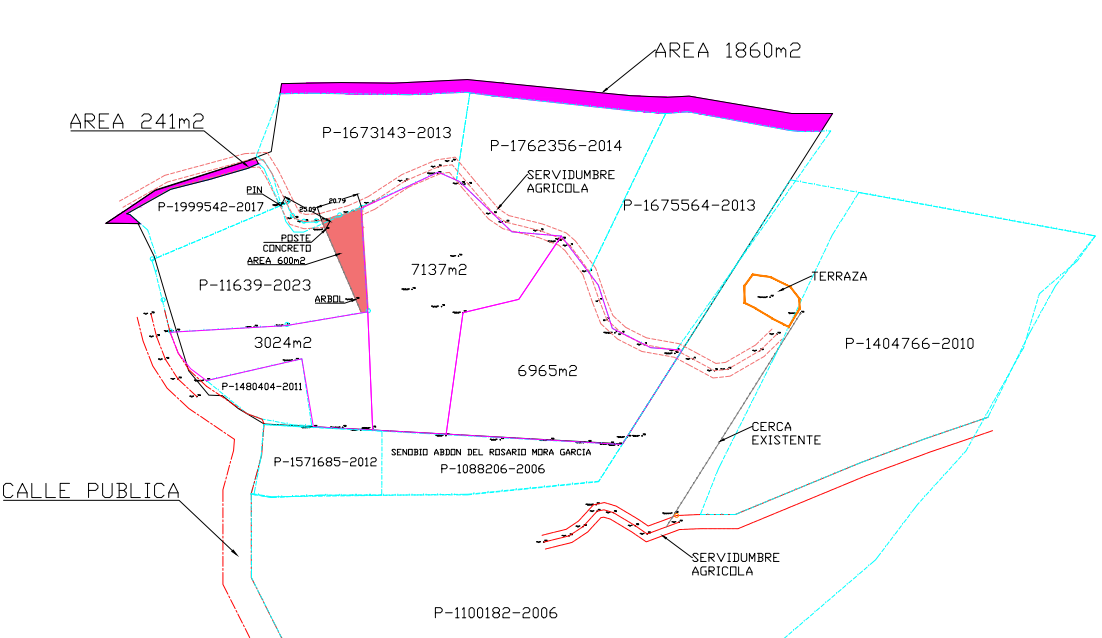 AREA 1860m2
AREA 241m2
P-1673143-2013
P-1762356-2014
SERVIDUMBRE
AGRICOLA
PIN
P-1999542-2017
20.79
25.09
P-1675564-2013
POSTE
CONCRETO
AREA 600m2
7137m2
TERRAZA
P-11639-2023
ARBOL
3024m2
P-1404766-2010
6965m2
P-1480404-2011
CERCA
EXISTENTE
SENOBIO ABDON DEL ROSARIO MORA GARCIA
P-1571685-2012
P-1088206-2006
CALLE PUBLICA
SERVIDUMBRE
AGRICOLA
P-1100182-2006